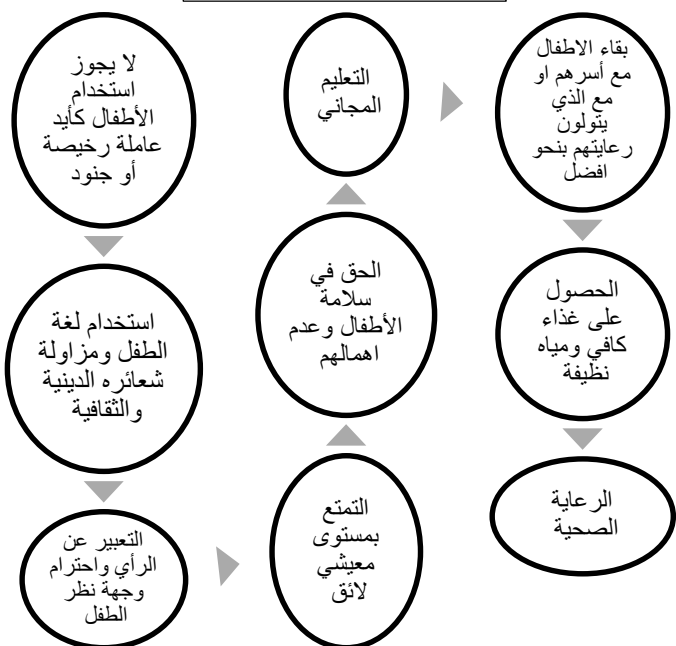 لا يجوز
استخدام
الأطفال كأيد
عاملة رخيصة
أو جنود
استخدام لغة
الطفل ومزاولة
شعائره الدينية
والثقافية
التعبير عن
الرأي واحترام
وجهة نظر
الطفل
التمتع
بمستوى
معيشي
لائق
الحق في
سلامة
الأطفال وعدم
اهمالهم
التعليم
المجاني
بقاء الاطفال
مع أسرهم او
مع الذي
يتولون
رعايتهم بنحو
افضل
الحصول
على غذاء
كافي ومياه
نظيفة
الرعاية
الصحية